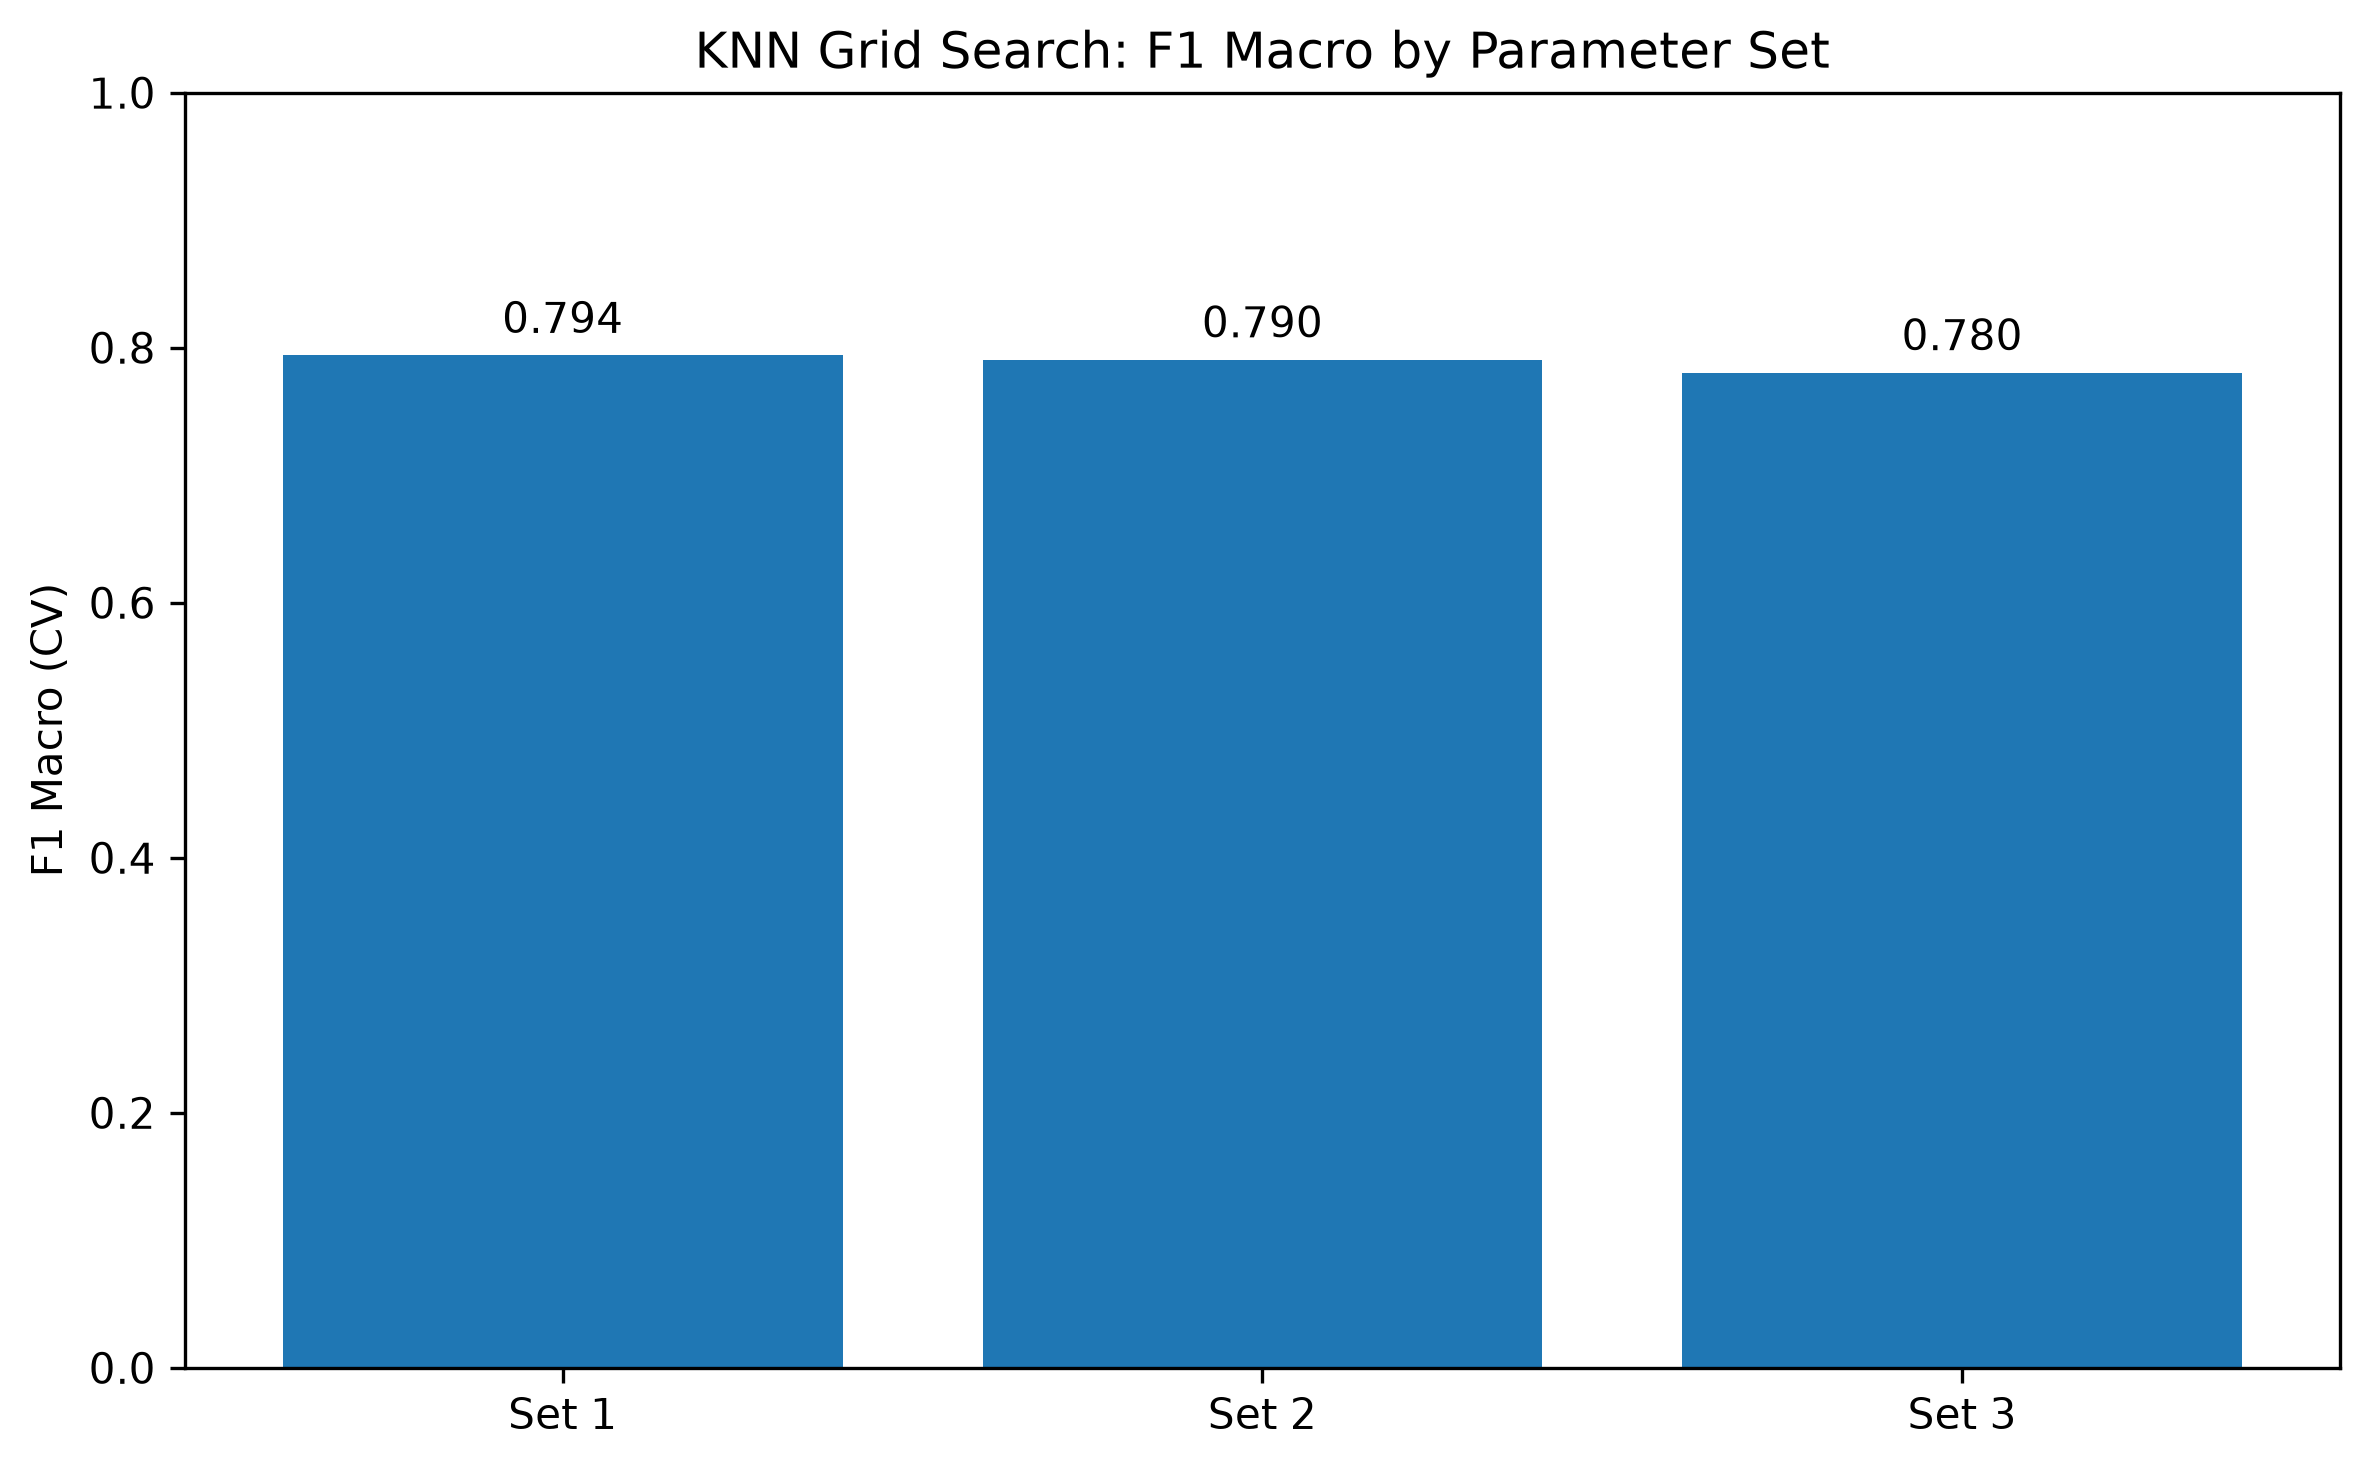 KNN Grid Search: F1 Macro by Parameter Set
F1 Macro (CV)
1.0
0.8
0.6
0.4
0.2
0.0
0.794
0.790
0.780
Set 1
Set 2
Set 3